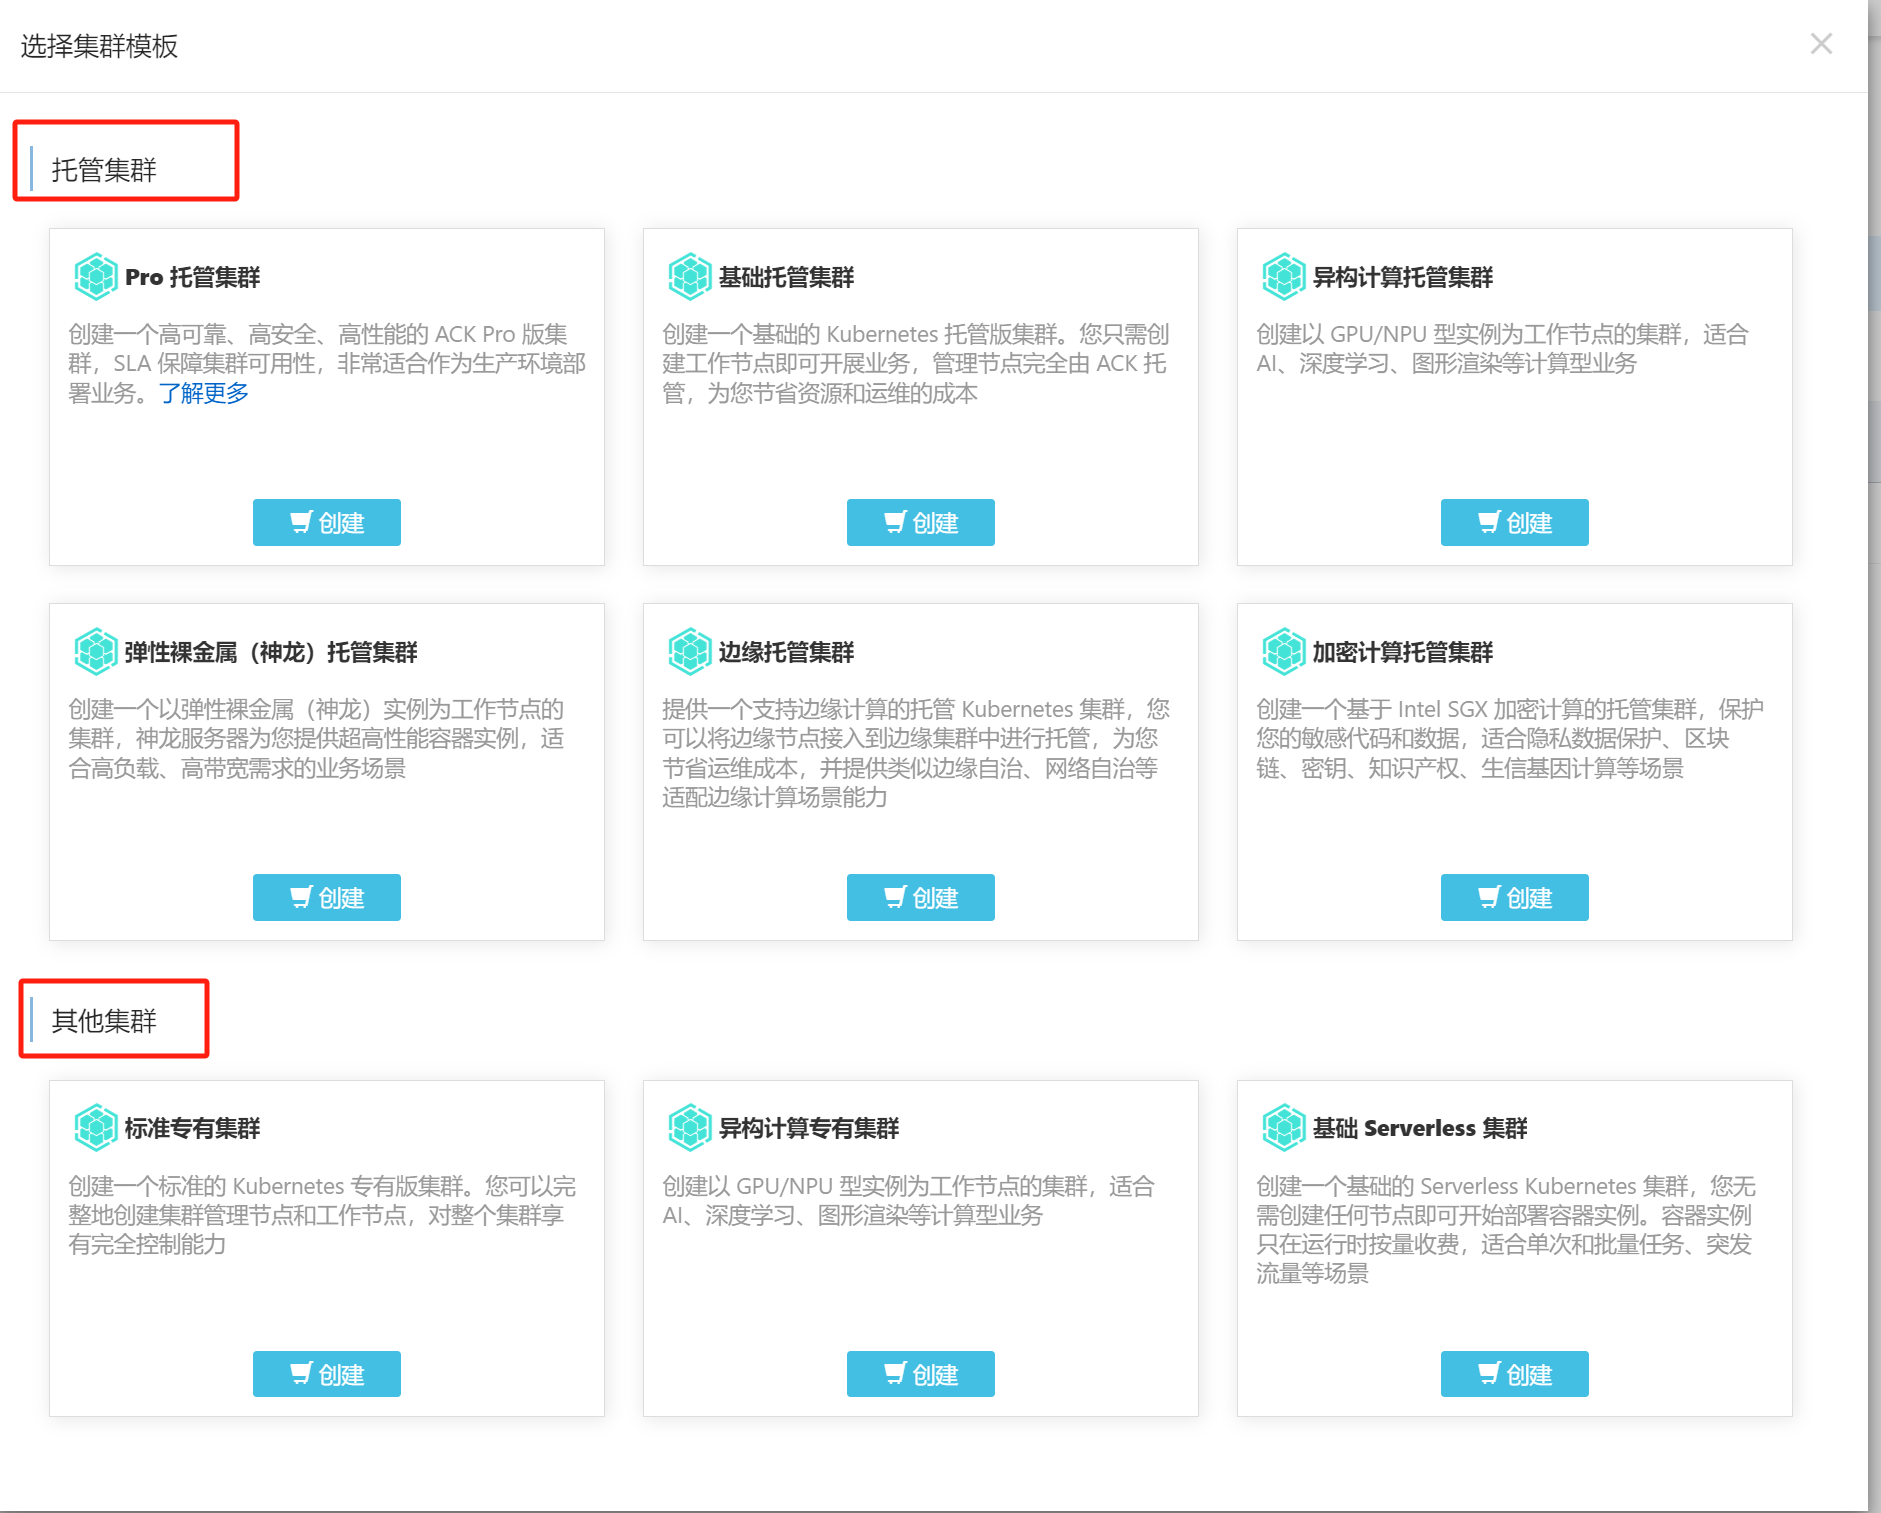 选择集群模板
托管集群
Pro 托管集群
创建一个高可靠、高安全、高性能的 ACK Pro 版集
群，SLA 保障集群可用性，非常适合作为生产环境部
署业务。了解更多
创建
基础托管集群
创建一个基础的 Kubernetes 托管版集群。您只需创
建工作节点即可开展业务，管理节点完全由 ACK 托
管，为您节省资源和运维的成本
创建
异构计算托管集群
创建以 GPU/NPU 型实例为工作节点的集群，适合
AI、深度学习、图形渲染等计算型业务
创建
弹性裸金属（神龙）托管集群
创建一个以弹性裸金属（神龙）实例为工作节点的
集群，神龙服务器为您提供超高性能容器实例，适
合高负载、高带宽需求的业务场景
创建
边缘托管集群
提供一个支持边缘计算的托管 Kubernetes 集群，您
可以将边缘节点接入到边缘集群中进行托管，为您
节省运维成本，并提供类似边缘自治、网络自治等
适配边缘计算场景能力
创建
加密计算托管集群
创建一个基于 Intel SGX 加密计算的托管集群，保护
您的敏感代码和数据，适合隐私数据保护、区块
链、密钥、知识产权、生信基因计算等场景
创建
其他集群
标准专有集群
创建一个标准的 Kubernetes 专有版集群。您可以完
整地创建集群管理节点和工作节点，对整个集群享
有完全控制能力
创建
异构计算专有集群
创建以 GPU/NPU 型实例为工作节点的集群，适合
AI、深度学习、图形渲染等计算型业务
创建
基础 Serverless 集群
创建一个基础的 Serverless Kubernetes 集群，您无
需创建任何节点即可开始部署容器实例。容器实例
只在运行时按量收费，适合单次和批量任务、突发
流量等场景
创建